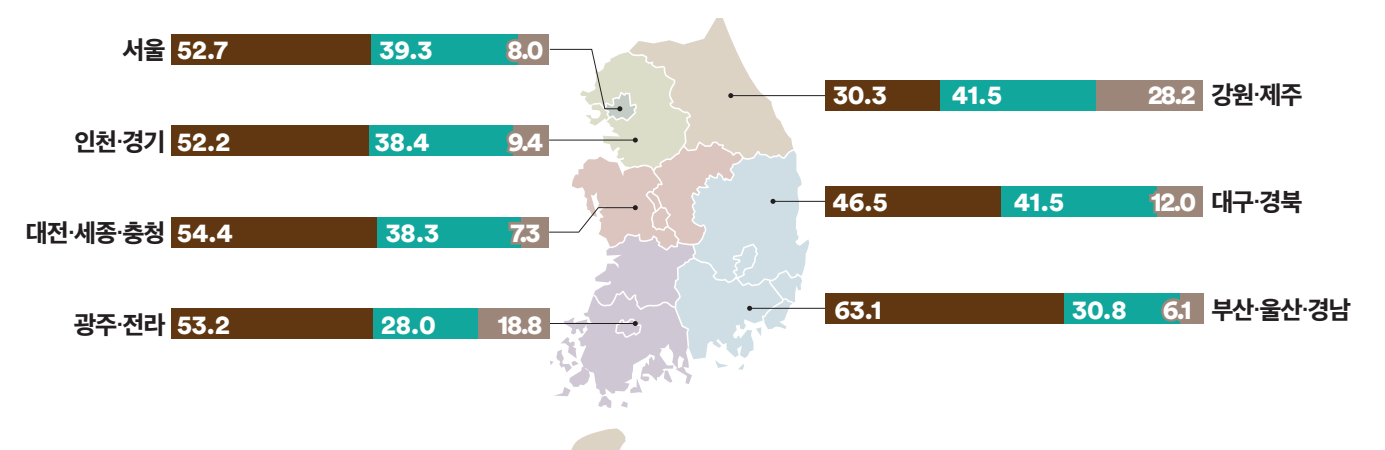 서울 52.7 39.3 8.0
인천·경기 52.2 38.4 9.4
대전·세종·충청 54.4 38.3 7.3
광주·전라 53.2 28.0 18.8
30.3 41.5 28.2 강원·제주
46.5 41.5 12.0 대구·경북
63.1 30.8 6.1 부산·울산·경남